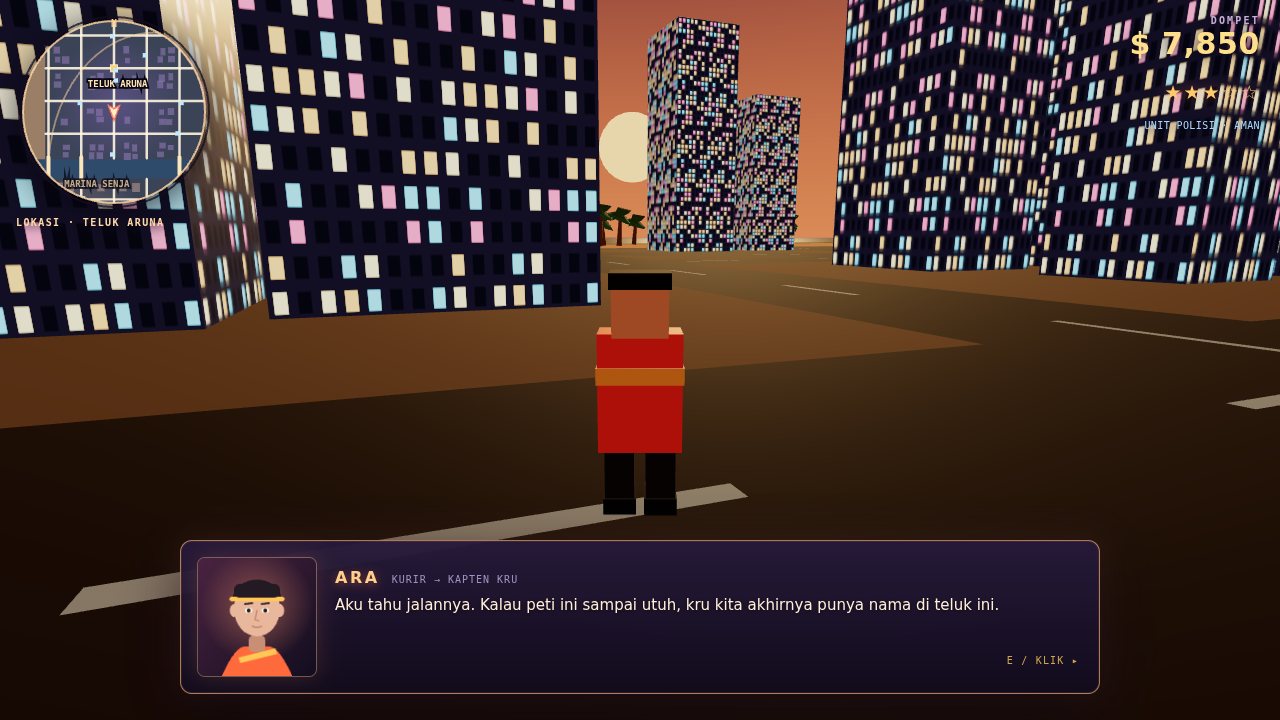 N
TELUK ARUNA
MARINA SENJA
LOKASI · TELUK ARUNA
DOMPET
$ 7,850
★★★☆☆
UNIT POLISI · AMAN
ARA KURIR → KAPTEN KRU
Aku tahu jalannya. Kalau peti ini sampai utuh, kru kita akhirnya punya nama di teluk ini.
E / KLIK ▸